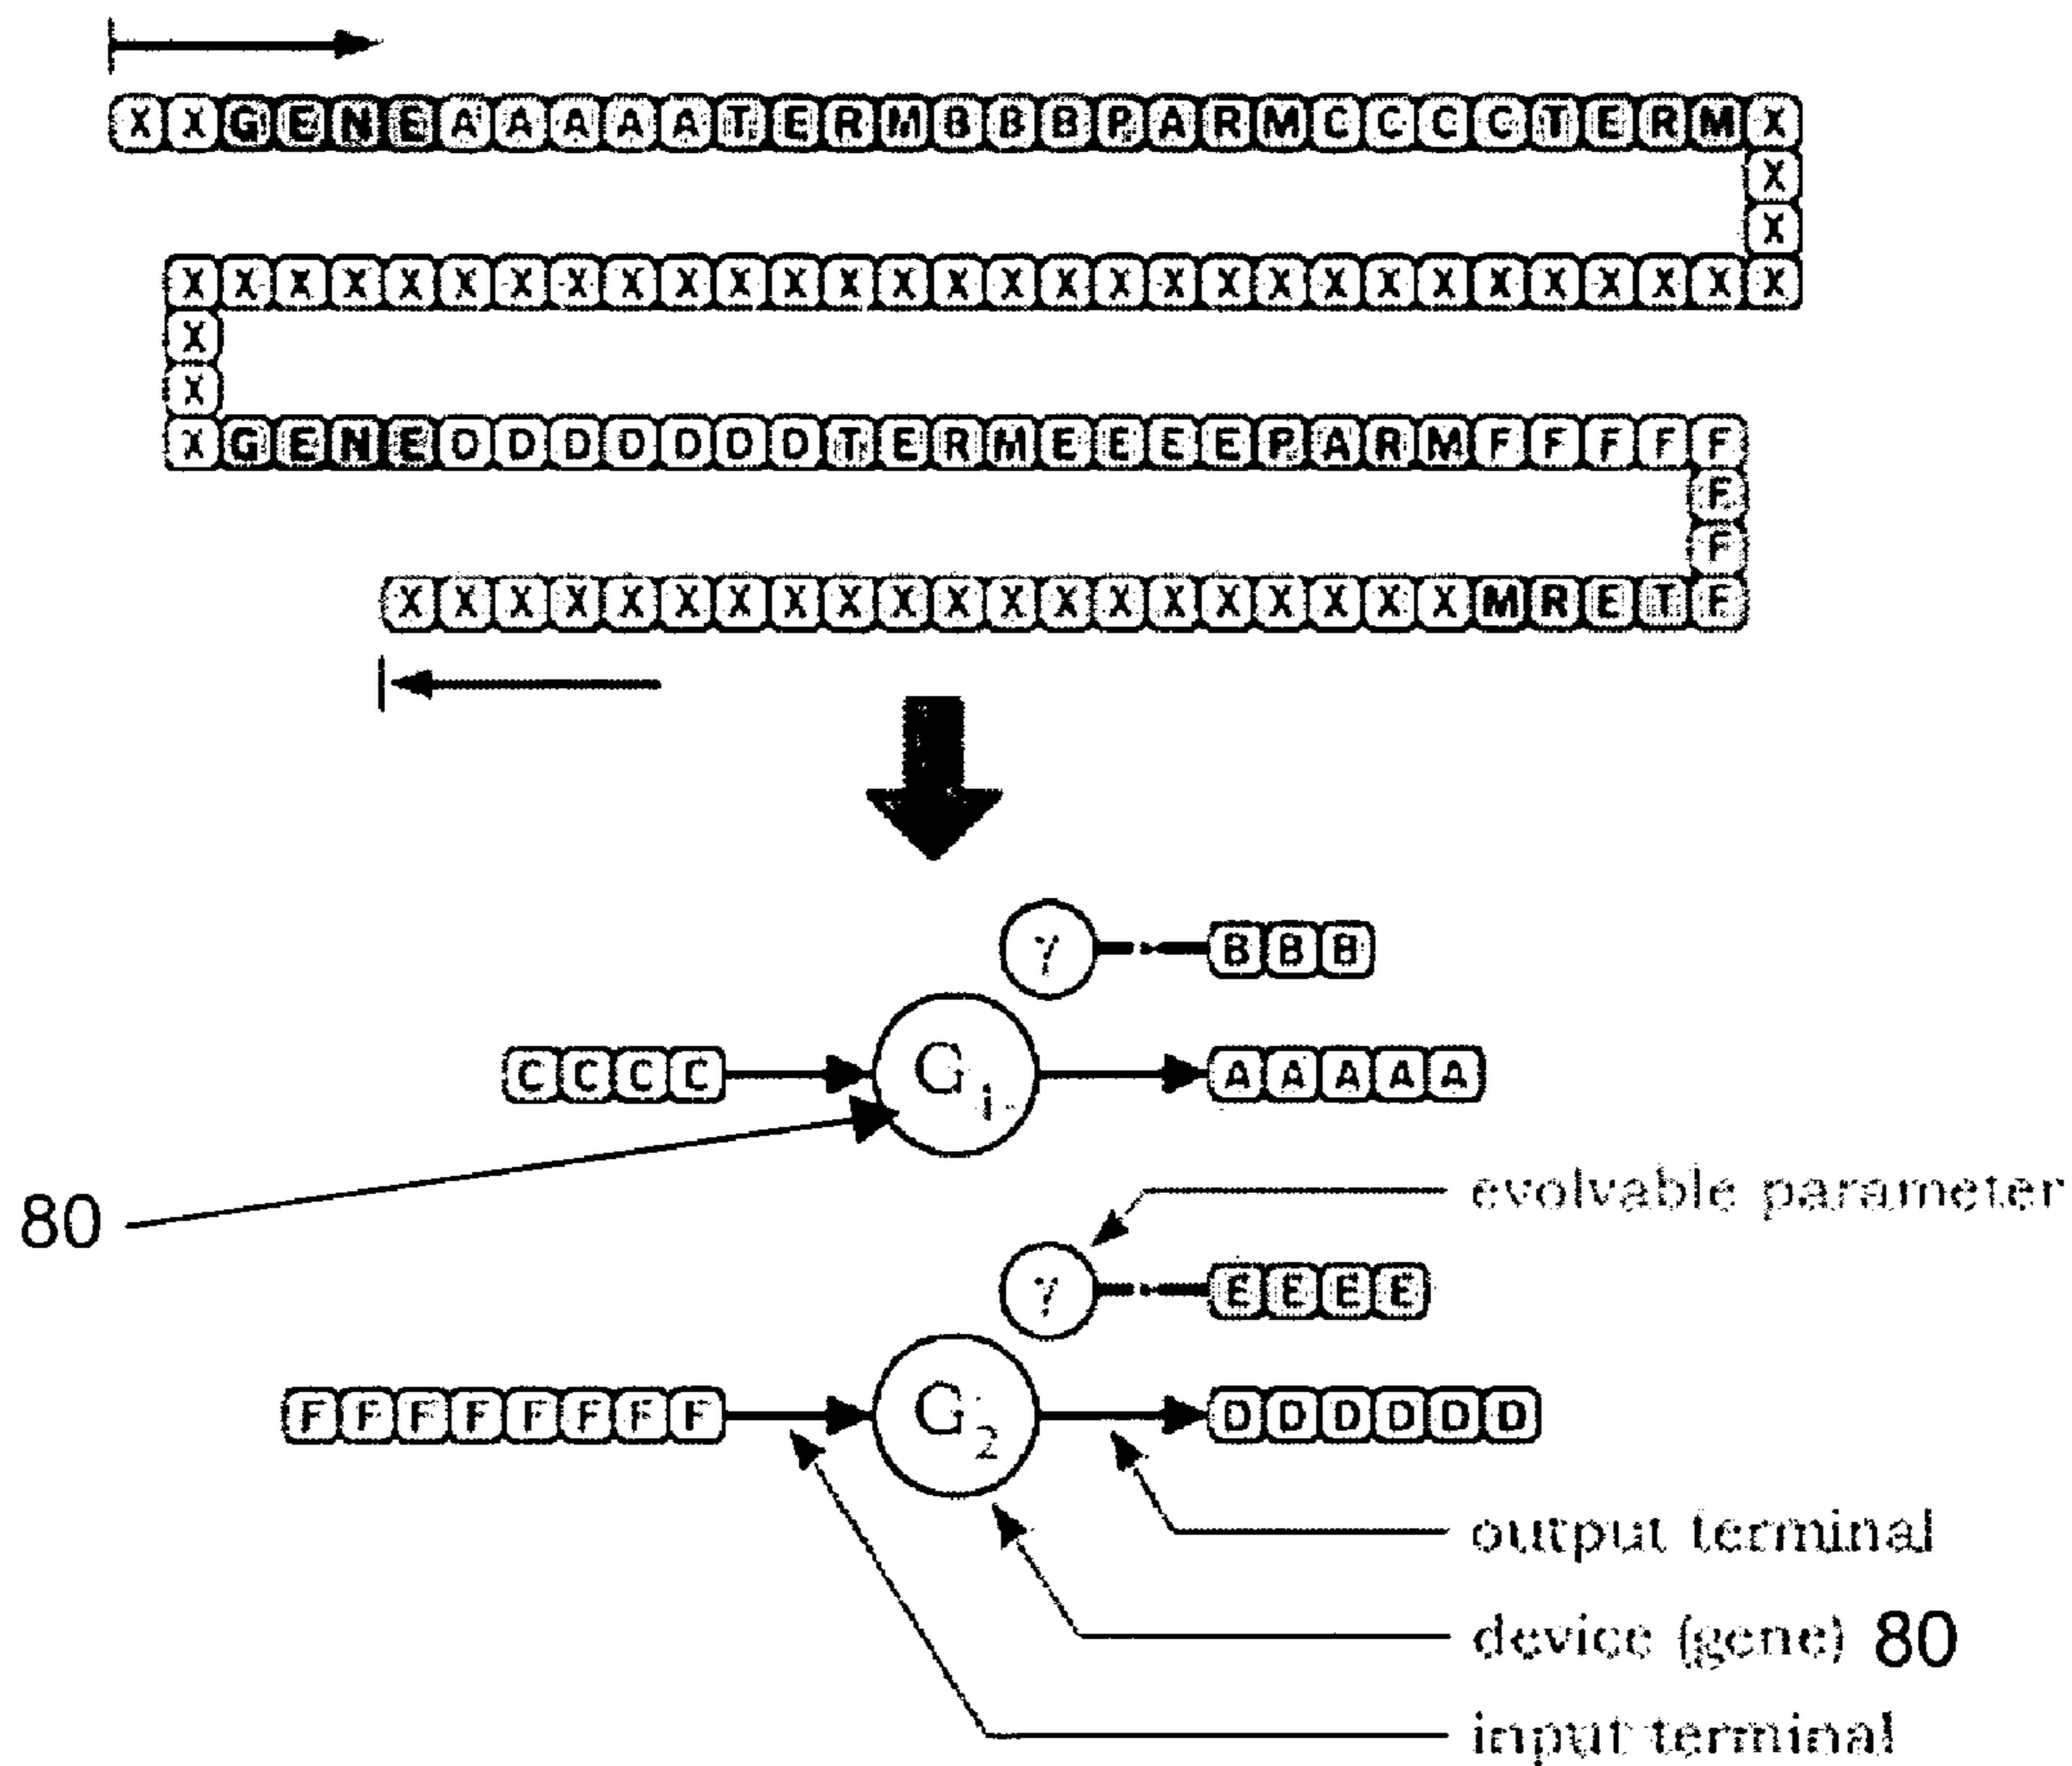 XXGENEAAAAATERMBBBPARMCCCCTERMX
X
X
XXXXXXXXXXXXXXXXXXXXXXXXXXXXXX
X
X
XGENEDDDDDDDTERMEEEEPARMFFFFF
F
F
XXXXXXXXXXXXXXXXXXXXMRETF
γ BBB
CCCC G1 AAAAA
80
evolvable parameter
γ EEEE
FFFFFFFF G2 DDDDDD
output terminal
device (gene) 80
input terminal